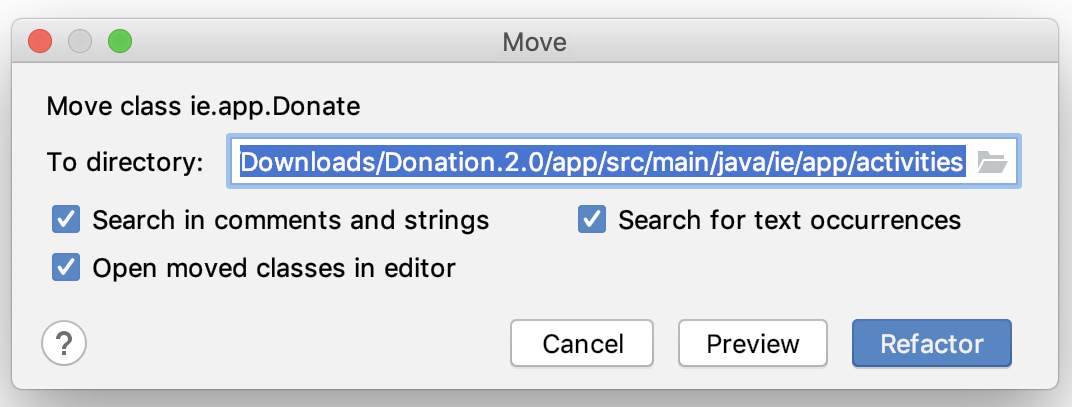 Move
Move class ie.app.Donate
To directory: Downloads/Donation.2.0/app/src/main/java/ie/app/activities
Search in comments and strings Search for text occurrences
Open moved classes in editor
? Cancel Preview Refactor